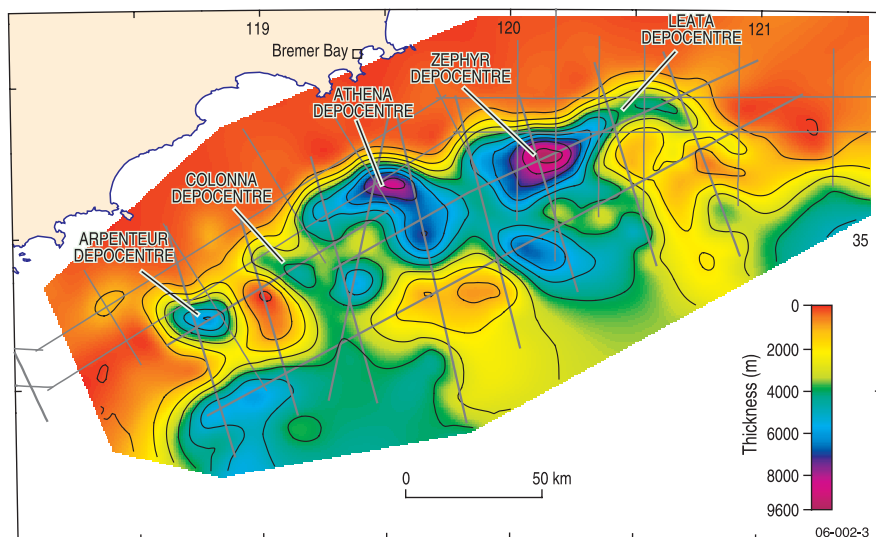 119
120
121
Bremer Bay
LEATA
DEPOCENTRE
ZEPHYR
DEPOCENTRE
ATHENA
DEPOCENTRE
COLONNA
DEPOCENTRE
ARPENTEUR
DEPOCENTRE
35
0
2000
4000
6000
8000
9600
Thickness (m)
0 50 km
06-002-3